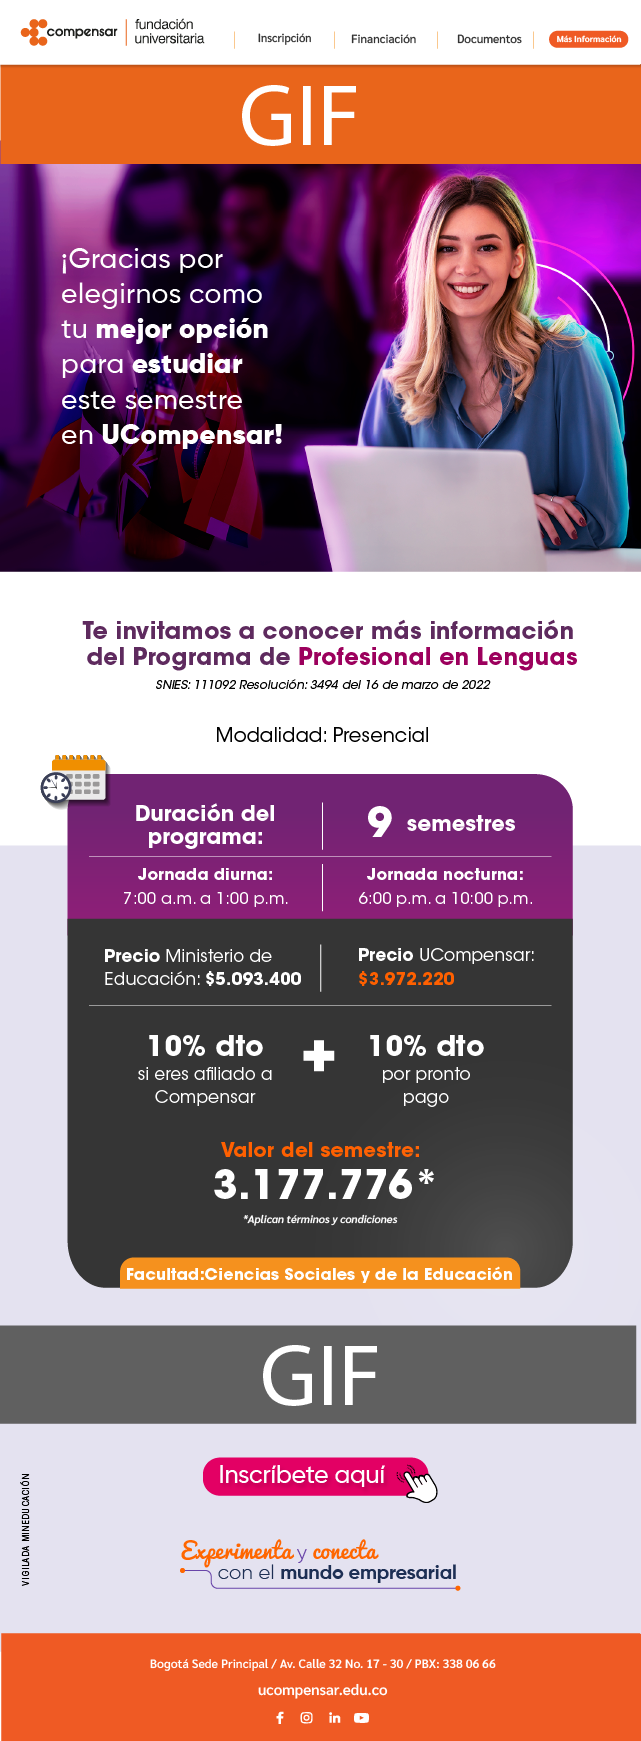 compensar
fundación
universitaria
Inscripción
Financiación
Documentos
Más Información
GIF
¡Gracias por
elegirnos como
tu mejor opción
para estudiar
este semestre
en UCompensar!
Te invitamos a conocer más información
del Programa de Profesional en Lenguas
SNIES: 111092 Resolución: 3494 del 16 de marzo de 2022
Modalidad: Presencial
Duración del
programa:
9 semestres
Jornada diurna:
7:00 a.m. a 1:00 p.m.
Jornada nocturna:
6:00 p.m. a 10:00 p.m.
Precio Ministerio de
Educación: $5.093.400
Precio UCompensar:
$3.972.220
10% dto
si eres afiliado a
Compensar
+
10% dto
por pronto
pago
Valor del semestre:
3.177.776*
*Aplican términos y condiciones
Facultad:Ciencias Sociales y de la Educación
GIF
Inscríbete aquí
VIGILADA MINEDUCACIÓN
Experimenta y conecta
con el mundo empresarial
Bogotá Sede Principal / Av. Calle 32 No. 17 - 30 / PBX: 338 06 66
ucompensar.edu.co